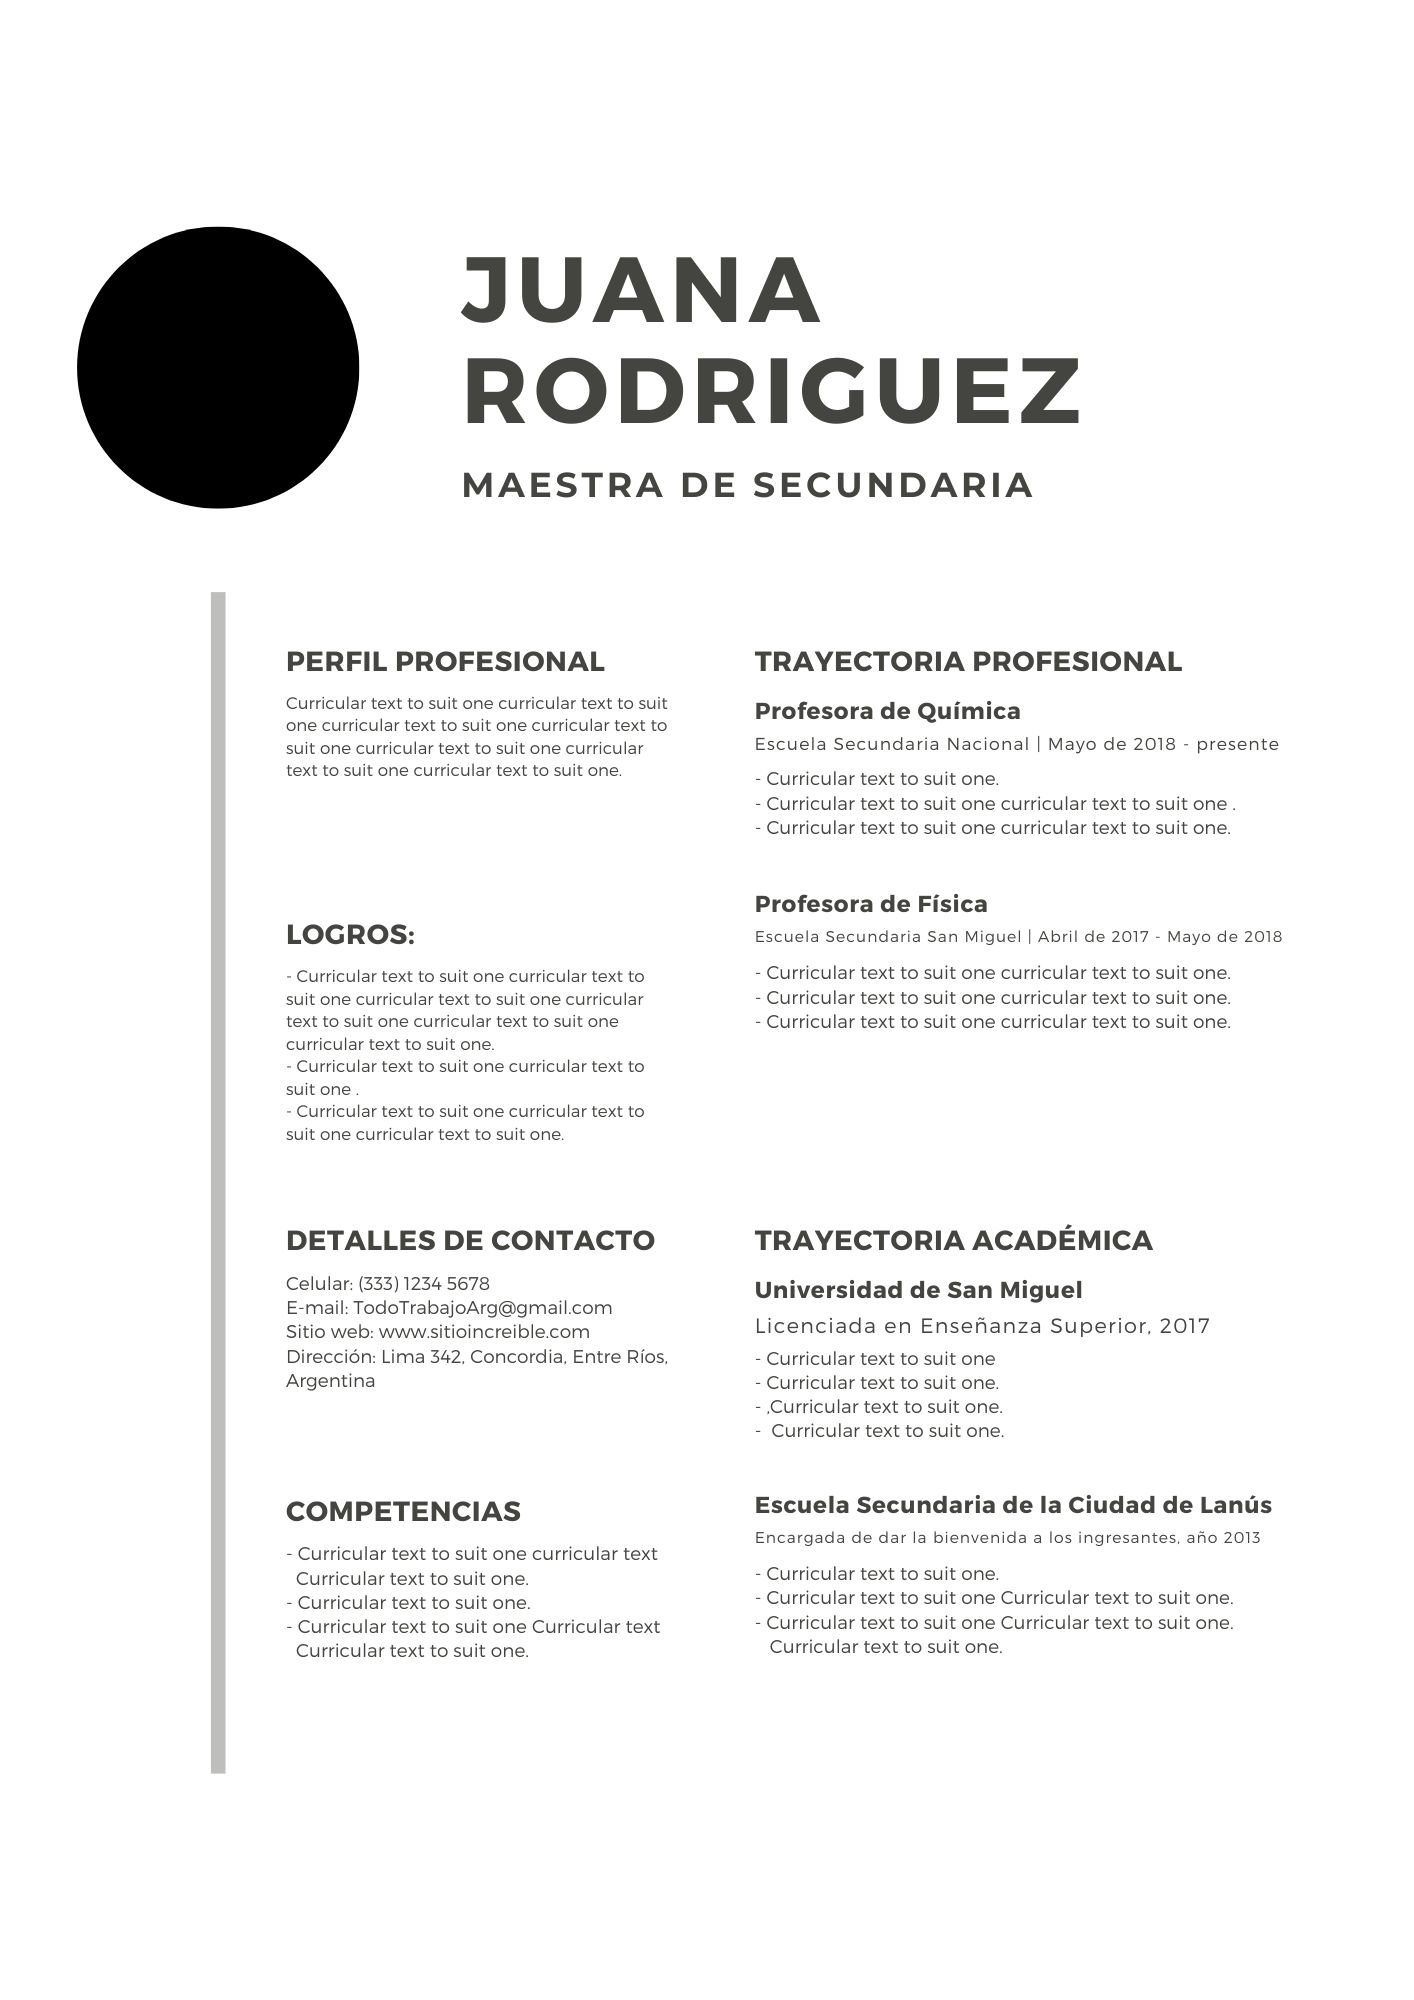 JUANA
RODRIGUEZ
MAESTRA DE SECUNDARIA
PERFIL PROFESIONAL
Curricular text to suit one curricular text to suit
one curricular text to suit one curricular text to
suit one curricular text to suit one curricular
text to suit one curricular text to suit one.
LOGROS:
- Curricular text to suit one curricular text to
suit one curricular text to suit one curricular
text to suit one curricular text to suit one
curricular text to suit one.
- Curricular text to suit one curricular text to
suit one .
- Curricular text to suit one curricular text to
suit one curricular text to suit one.
DETALLES DE CONTACTO
Celular: (333) 1234 5678
E-mail: TodoTrabajoArg@gmail.com
Sitio web: www.sitioincreible.com
Dirección: Lima 342, Concordia, Entre Ríos,
Argentina
COMPETENCIAS
- Curricular text to suit one curricular text
Curricular text to suit one.
- Curricular text to suit one.
- Curricular text to suit one Curricular text
Curricular text to suit one.
TRAYECTORIA PROFESIONAL
Profesora de Química
Escuela Secundaria Nacional | Mayo de 2018 - presente
- Curricular text to suit one.
- Curricular text to suit one curricular text to suit one .
- Curricular text to suit one curricular text to suit one.
Profesora de Física
Escuela Secundaria San Miguel | Abril de 2017 - Mayo de 2018
- Curricular text to suit one curricular text to suit one.
- Curricular text to suit one curricular text to suit one.
- Curricular text to suit one curricular text to suit one.
TRAYECTORIA ACADÉMICA
Universidad de San Miguel
Licenciada en Enseñanza Superior, 2017
- Curricular text to suit one
- Curricular text to suit one.
- ,Curricular text to suit one.
- Curricular text to suit one.
Escuela Secundaria de la Ciudad de Lanús
Encargada de dar la bienvenida a los ingresantes, año 2013
- Curricular text to suit one.
- Curricular text to suit one Curricular text to suit one.
- Curricular text to suit one Curricular text to suit one.
Curricular text to suit one.